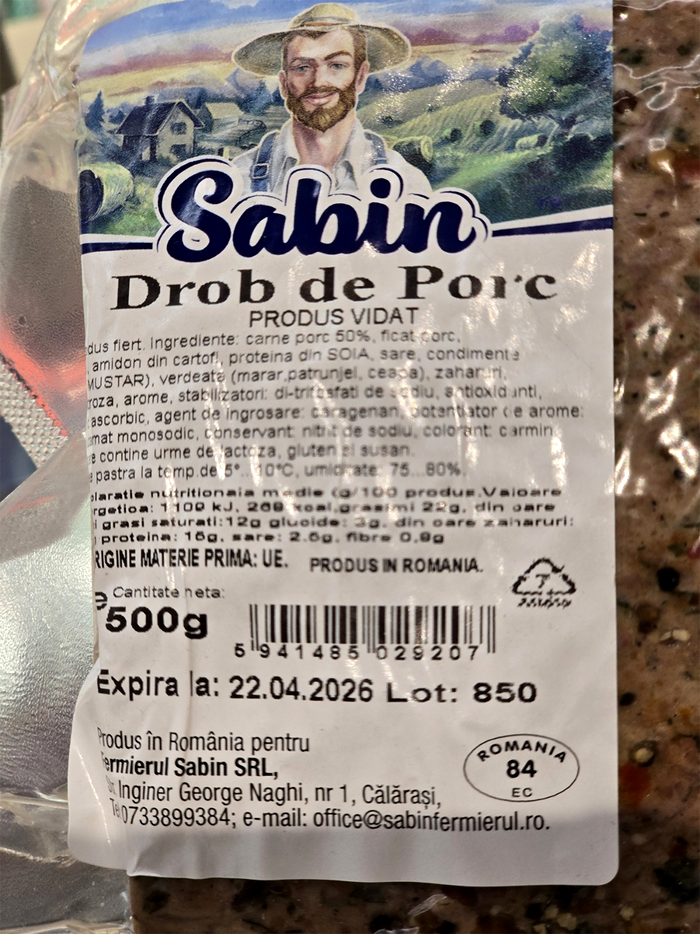 Sabin
Drob de Porc
PRODUS VIDAT
dus fiert. Ingrediente: carne porc 50%, ficat porc,
amidon din cartofi, proteina din SOIA, sare, condimente
MUSTAR), verdeata (marar,patrunjel, ceapa), zaharuri,
roza, arome, stabilizatori: di-trifosfati de sodiu, antioxidanti,
ascorbic, agent de ingrosare: caragenan, potentiator de arome:
mat monosodic, conservant: nitrit de sodiu, colorant: carmin.
e contine urme de lactoza, gluten si susan.
e pastra la temp.de 5°...10°C, umiditate: 75...80%.
claratie nutritionala medie (g/100 produs.Valoare
rgetica: 1109 kJ, 269 kcal,grasimi 22g, din care
i grasi saturati:12g glucide: 3g, din care zaharuri:
proteina: 15g, sare: 2.5g, fibre 0,9g
RIGINE MATERIE PRIMA: UE. PRODUS IN ROMANIA.
7
Cantitate neta:
℮ 500g
5 941485 029207
Expira la: 22.04.2026 Lot: 850
Produs în România pentru
Fermierul Sabin SRL,
Inginer George Naghi, nr 1, Călărași,
Tel 0733899384; e-mail: office@sabinfermierul.ro.
ROMANIA
84
EC